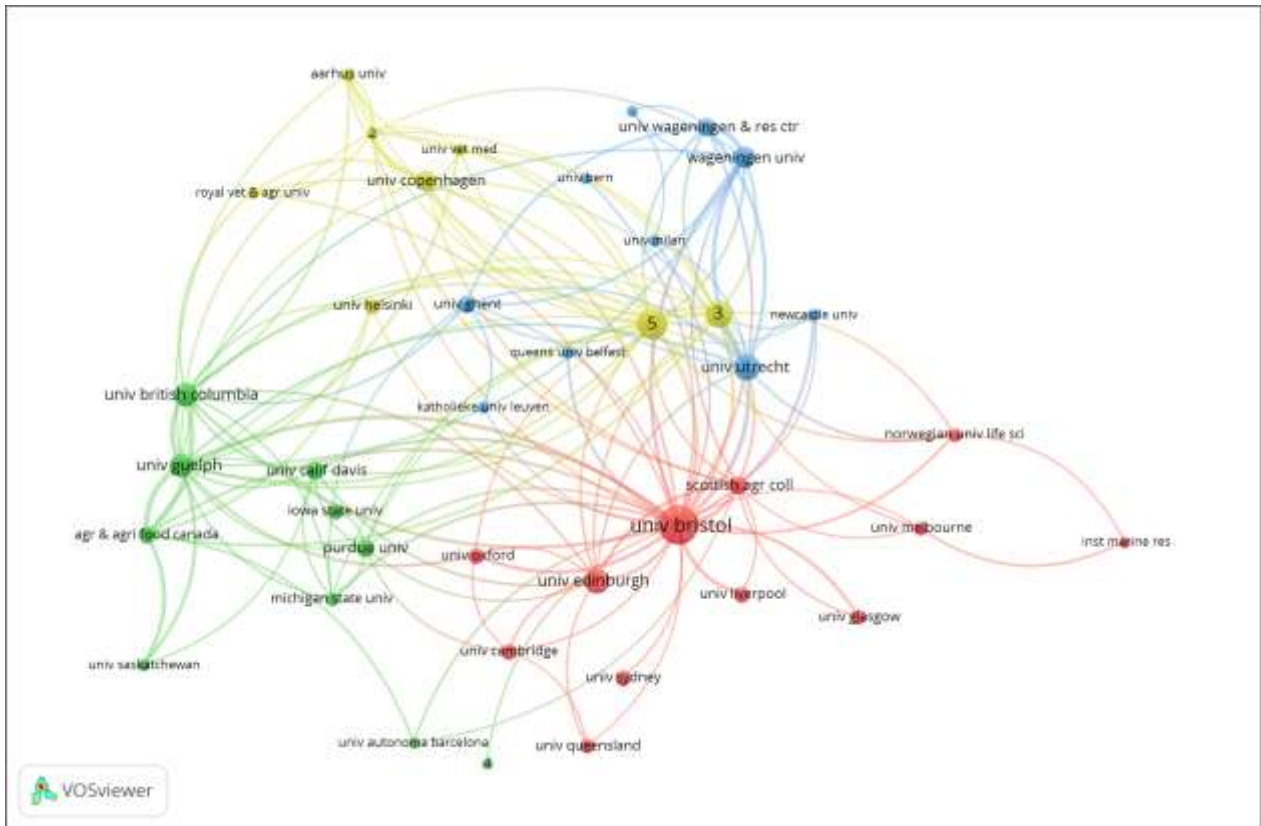 aarhus univ
univ wageningen & res ctr
2
univ vet med
wageningen univ
univ copenhagen
univ bern
royal vet & agr univ
univ milan
univ helsinki
univ ghent
5
3
newcastle univ
queens univ belfast
univ utrecht
univ british columbia
katholieke univ leuven
norwegian univ life sci
univ guelph
univ calif davis
scottish agr coll
iowa state univ
univ bristol
agr & agri food canada
univ melbourne
inst marine res
purdue univ
univ oxford
univ edinburgh
michigan state univ
univ liverpool
univ glasgow
univ cambridge
univ saskatchewan
univ sydney
univ autonoma barcelona
univ queensland
4
VOSviewer